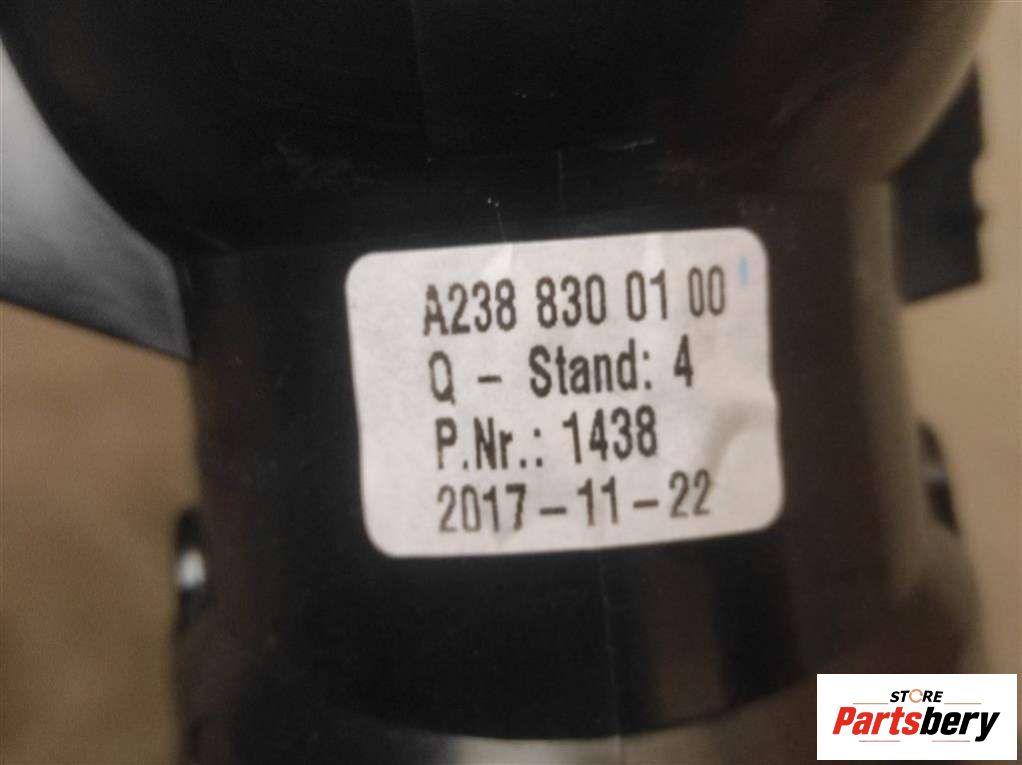 A238 830 01 00
Q - Stand: 4
P.Nr.: 1438
2017-11-22
STORE
Partsbery